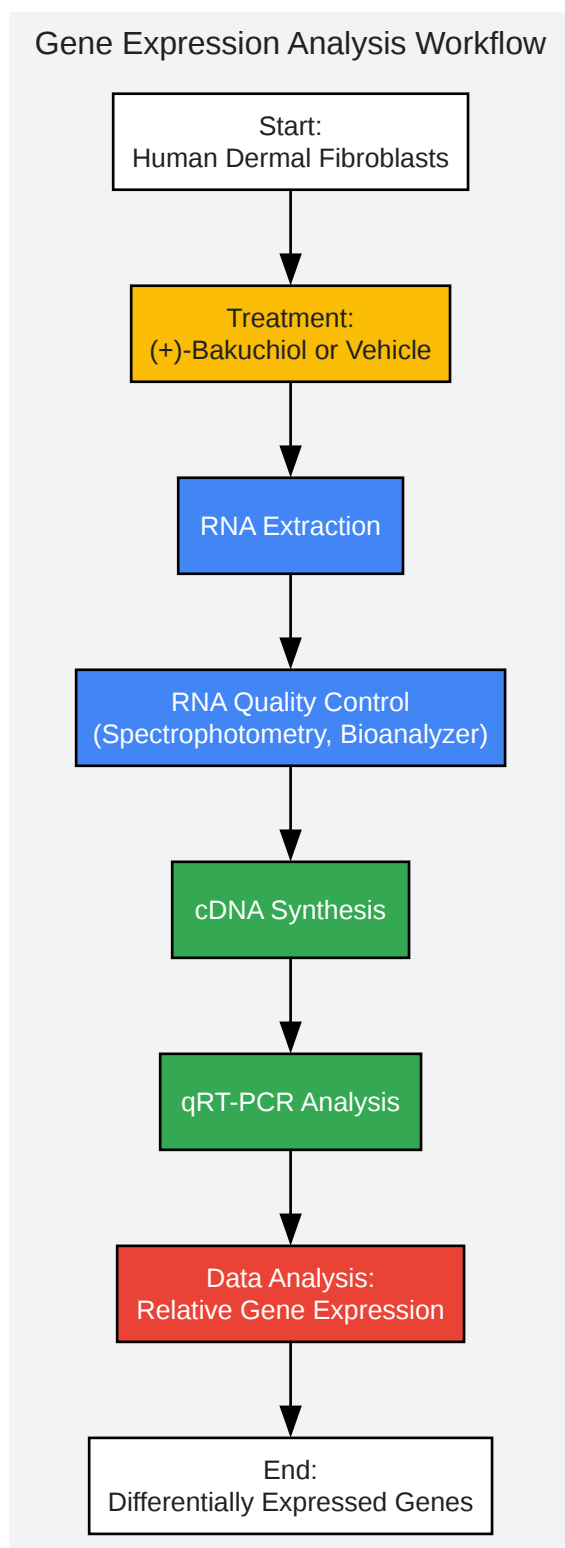 Gene Expression Analysis Workflow
Start:
Human Dermal Fibroblasts
Treatment:
(+)-Bakuchiol or Vehicle
RNA Extraction
RNA Quality Control
(Spectrophotometry, Bioanalyzer)
cDNA Synthesis
qRT-PCR Analysis
Data Analysis:
Relative Gene Expression
End:
Differentially Expressed Genes